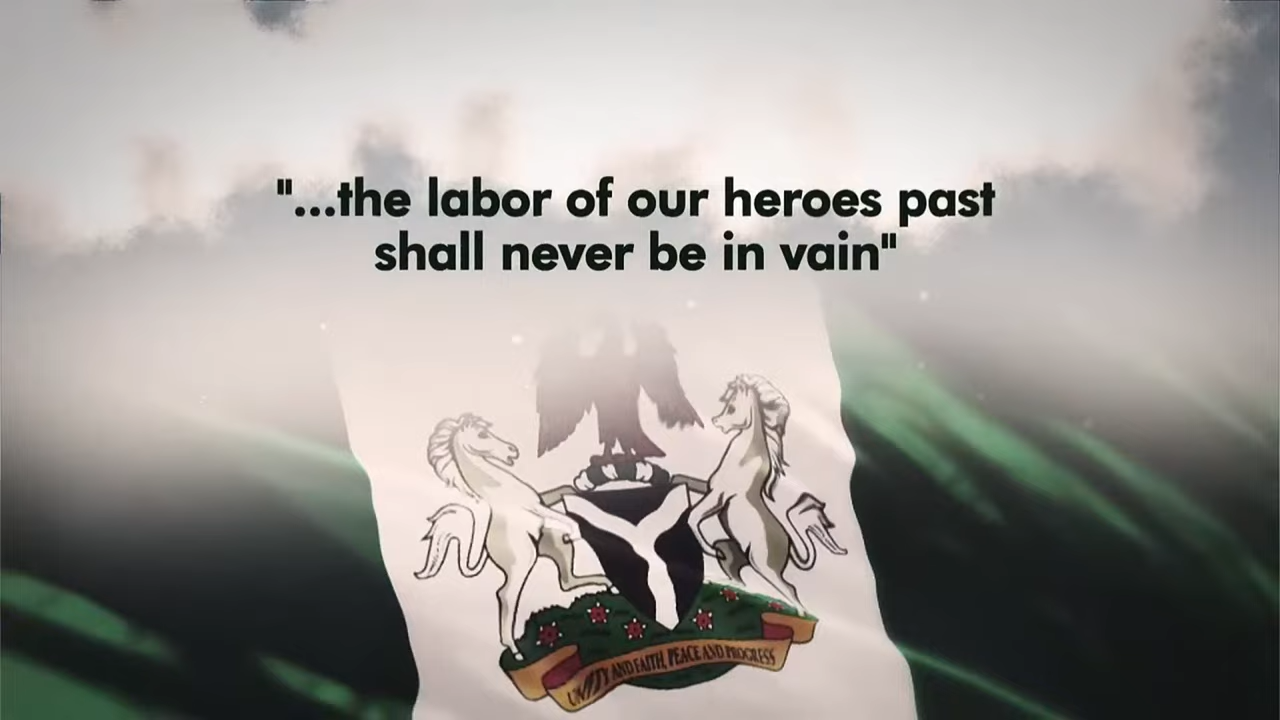 "...the labor of our heroes past
shall never be in vain"
UNITY AND FAITH, PEACE AND PROGRESS